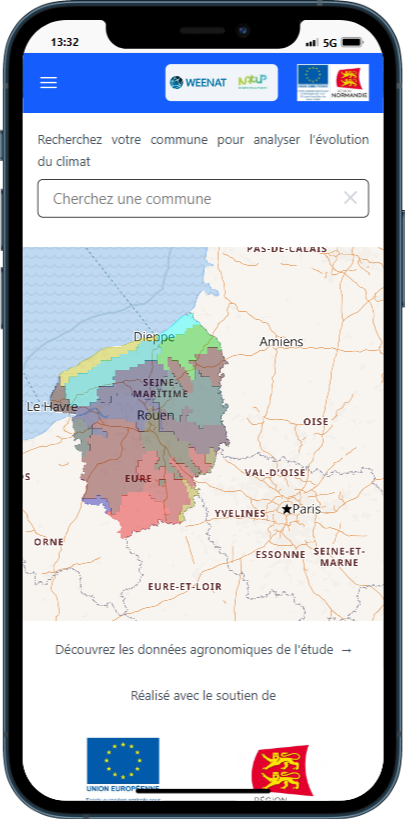 13:32
5G
WEENAT
NatUp
NORMANDIE
Recherchez votre commune pour analyser l'évolution
du climat
Cherchez une commune
PAS-DE-CALAIS
Dieppe
Amiens
SEINE-
MARITIME
Le Havre
Rouen
OISE
EURE
VAL-D'OISE
YVELINES
Paris
ORNE
ESSONNE
SEINE-ET-
MARNE
EURE-ET-LOIR
Découvrez les données agronomiques de l'étude →
Réalisé avec le soutien de
UNION EUROPÉENNE
RÉGION